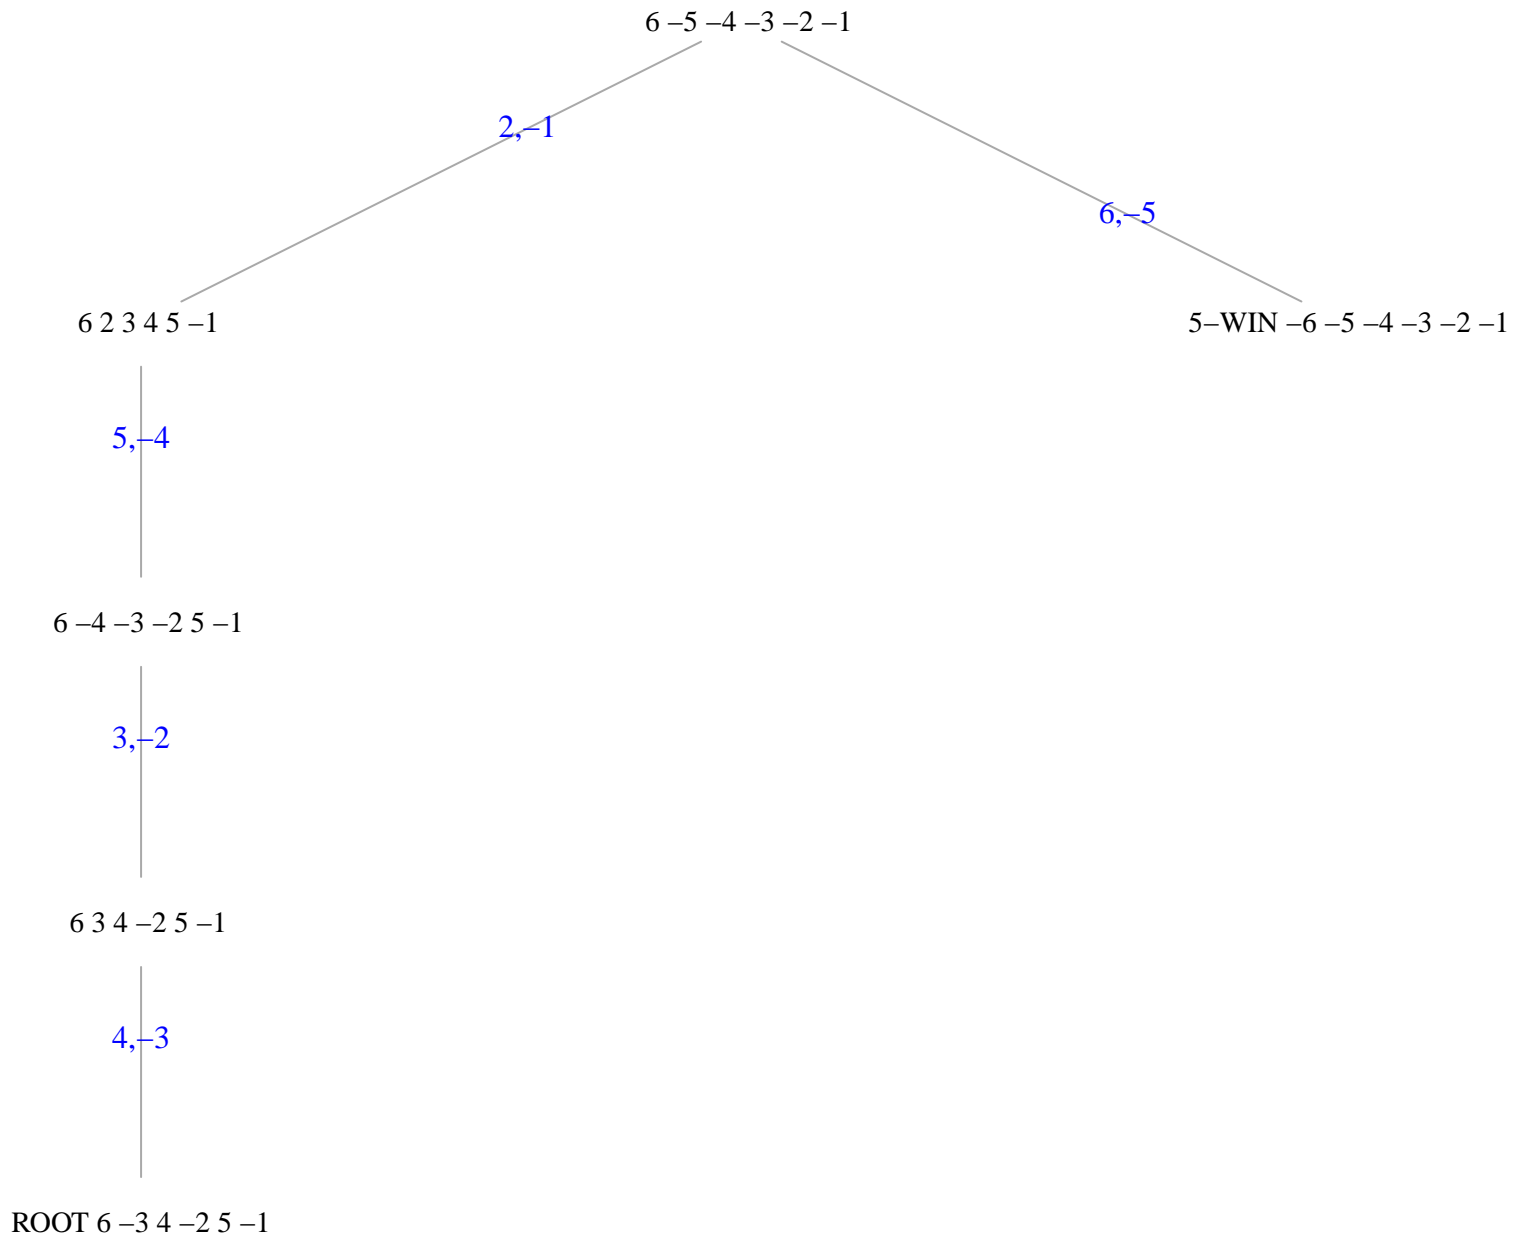 6 –5 –4 –3 –2 –1
2,–1
6,–5
6 2 3 4 5 –1
5–WIN –6 –5 –4 –3 –2 –1
5,–4
6 –4 –3 –2 5 –1
3,–2
6 3 4 –2 5 –1
4,–3
ROOT 6 –3 4 –2 5 –1